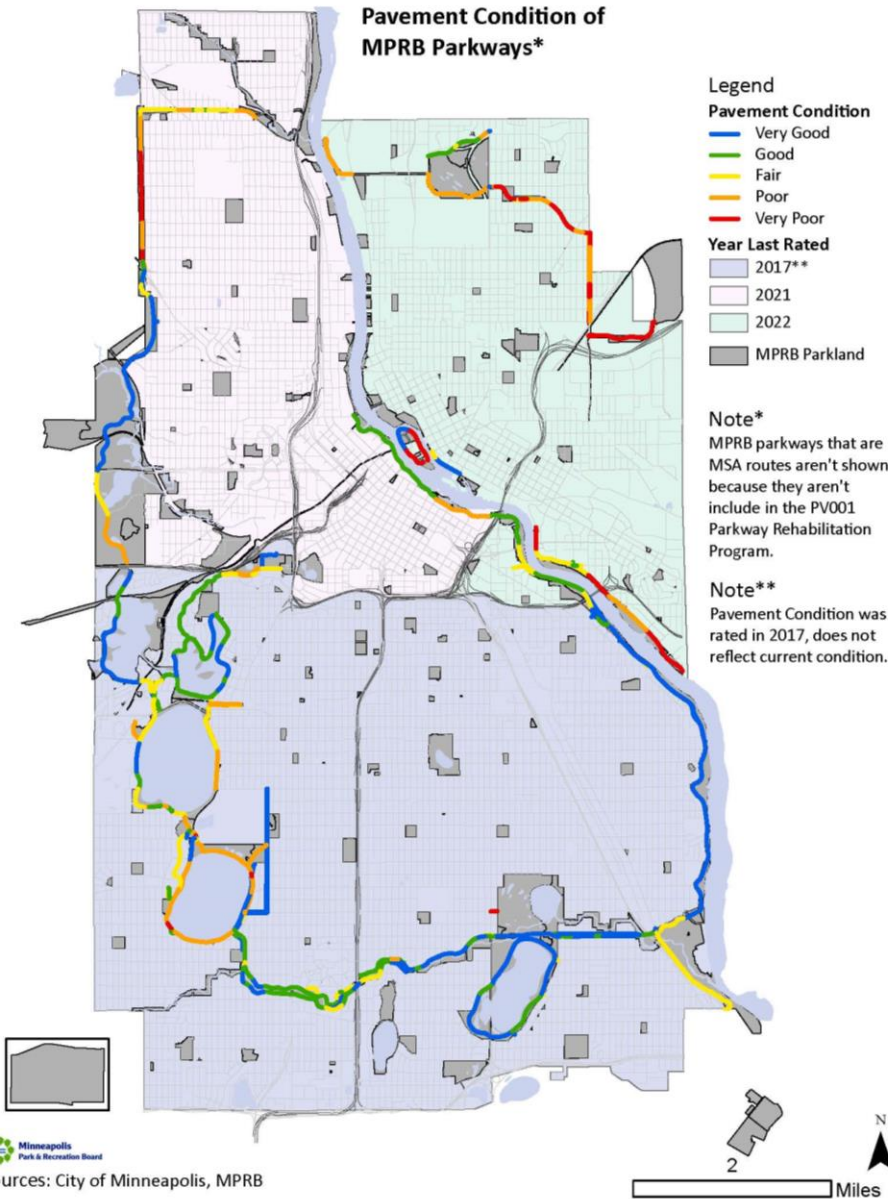 Pavement Condition of
MPRB Parkways*
Legend
Pavement Condition
Very Good
Good
Fair
Poor
Very Poor
Year Last Rated
2017**
2021
2022
MPRB Parkland
Note*
MPRB parkways that are
MSA routes aren't shown
because they aren't
include in the PV001
Parkway Rehabilitation
Program.
Note**
Pavement Condition was
rated in 2017, does not
reflect current condition.
Minneapolis
Park & Recreation Board
urces: City of Minneapolis, MPRB
N
2
Miles